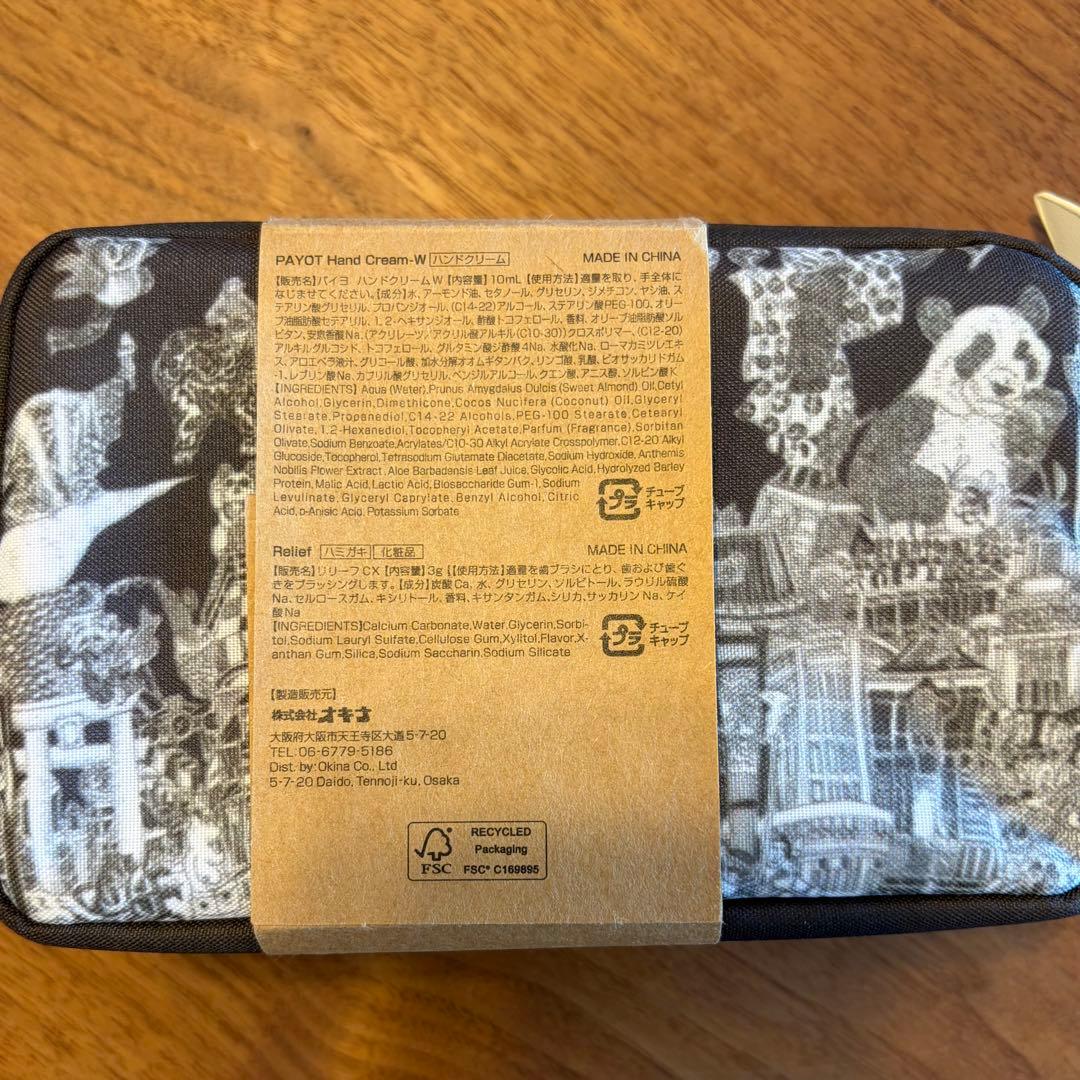 PAYOT Hand Cream-W ハンドクリーム MADE IN CHINA
【販売名】パイヨ ハンドクリームW【内容量】10mL【使用方法】適量を取り、手全体に
なじませてください。【成分】水、アーモンド油、セタノール、グリセリン、ジメチコン、ヤシ油、ス
テアリン酸グリセリル、プロパンジオール、(C14-22)アルコール、ステアリン酸PEG-100、オリー
ブ油脂肪酸セテアリル、1,2-ヘキサンジオール、酢酸トコフェロール、香料、オリーブ油脂肪酸ソル
ビタン、安息香酸Na、(アクリレーツ/アクリル酸アルキル(C10-30))クロスポリマー、(C12-20)
アルキルグルコシド、トコフェロール、グルタミン酸ジ酢酸4Na、水酸化Na、ローマカミツレエキ
ス、アロエベラ液汁、グリコール酸、加水分解オオムギタンパク、リンゴ酸、乳酸、ビオサッカリドガム
-1、レブリン酸Na、カプリル酸グリセリル、ベンジルアルコール、クエン酸、アニス酸、ソルビン酸K
【INGREDIENTS】Aqua (Water),Prunus Amygdalus Dulcis (Sweet Almond) Oil,Cetyl
Alcohol,Glycerin,Dimethicone,Cocos Nucifera (Coconut) Oil,Glyceryl
Stearate,Propanediol,C14-22 Alcohols,PEG-100 Stearate,Cetearyl
Olivate,1,2-Hexanediol,Tocopheryl Acetate,Parfum (Fragrance),Sorbitan
Olivate,Sodium Benzoate,Acrylates/C10-30 Alkyl Acrylate Crosspolymer,C12-20 Alkyl
Glucoside,Tocopherol,Tetrasodium Glutamate Diacetate,Sodium Hydroxide,Anthemis
Nobilis Flower Extract,Aloe Barbadensis Leaf Juice,Glycolic Acid,Hydrolyzed Barley
Protein,Malic Acid,Lactic Acid,Biosaccharide Gum-1,Sodium
Levulinate,Glyceryl Caprylate,Benzyl Alcohol,Citric
Acid,p-Anisic Acid,Potassium Sorbate
プラ チューブ
キャップ
Relief ハミガキ 化粧品 MADE IN CHINA
【販売名】リリーフCX【内容量】3g【使用方法】適量を歯ブラシにとり、歯および歯ぐ
きをブラッシングします。【成分】炭酸Ca、水、グリセリン、ソルビトール、ラウリル硫酸
Na、セルロースガム、キシリトール、香料、キサンタンガム、シリカ、サッカリンNa、ケイ
酸Na
【INGREDIENTS】Calcium Carbonate,Water,Glycerin,Sorbi-
tol,Sodium Lauryl Sulfate,Cellulose Gum,Xylitol,Flavor,X-
anthan Gum,Silica,Sodium Saccharin,Sodium Silicate
プラ チューブ
キャップ
【製造販売元】
株式会社オキナ
大阪府大阪市天王寺区大道5-7-20
TEL:06-6779-5186
Dist. by:Okina Co., Ltd
5-7-20 Daido, Tennoji-ku, Osaka
FSC
RECYCLED
Packaging
FSC® C169895